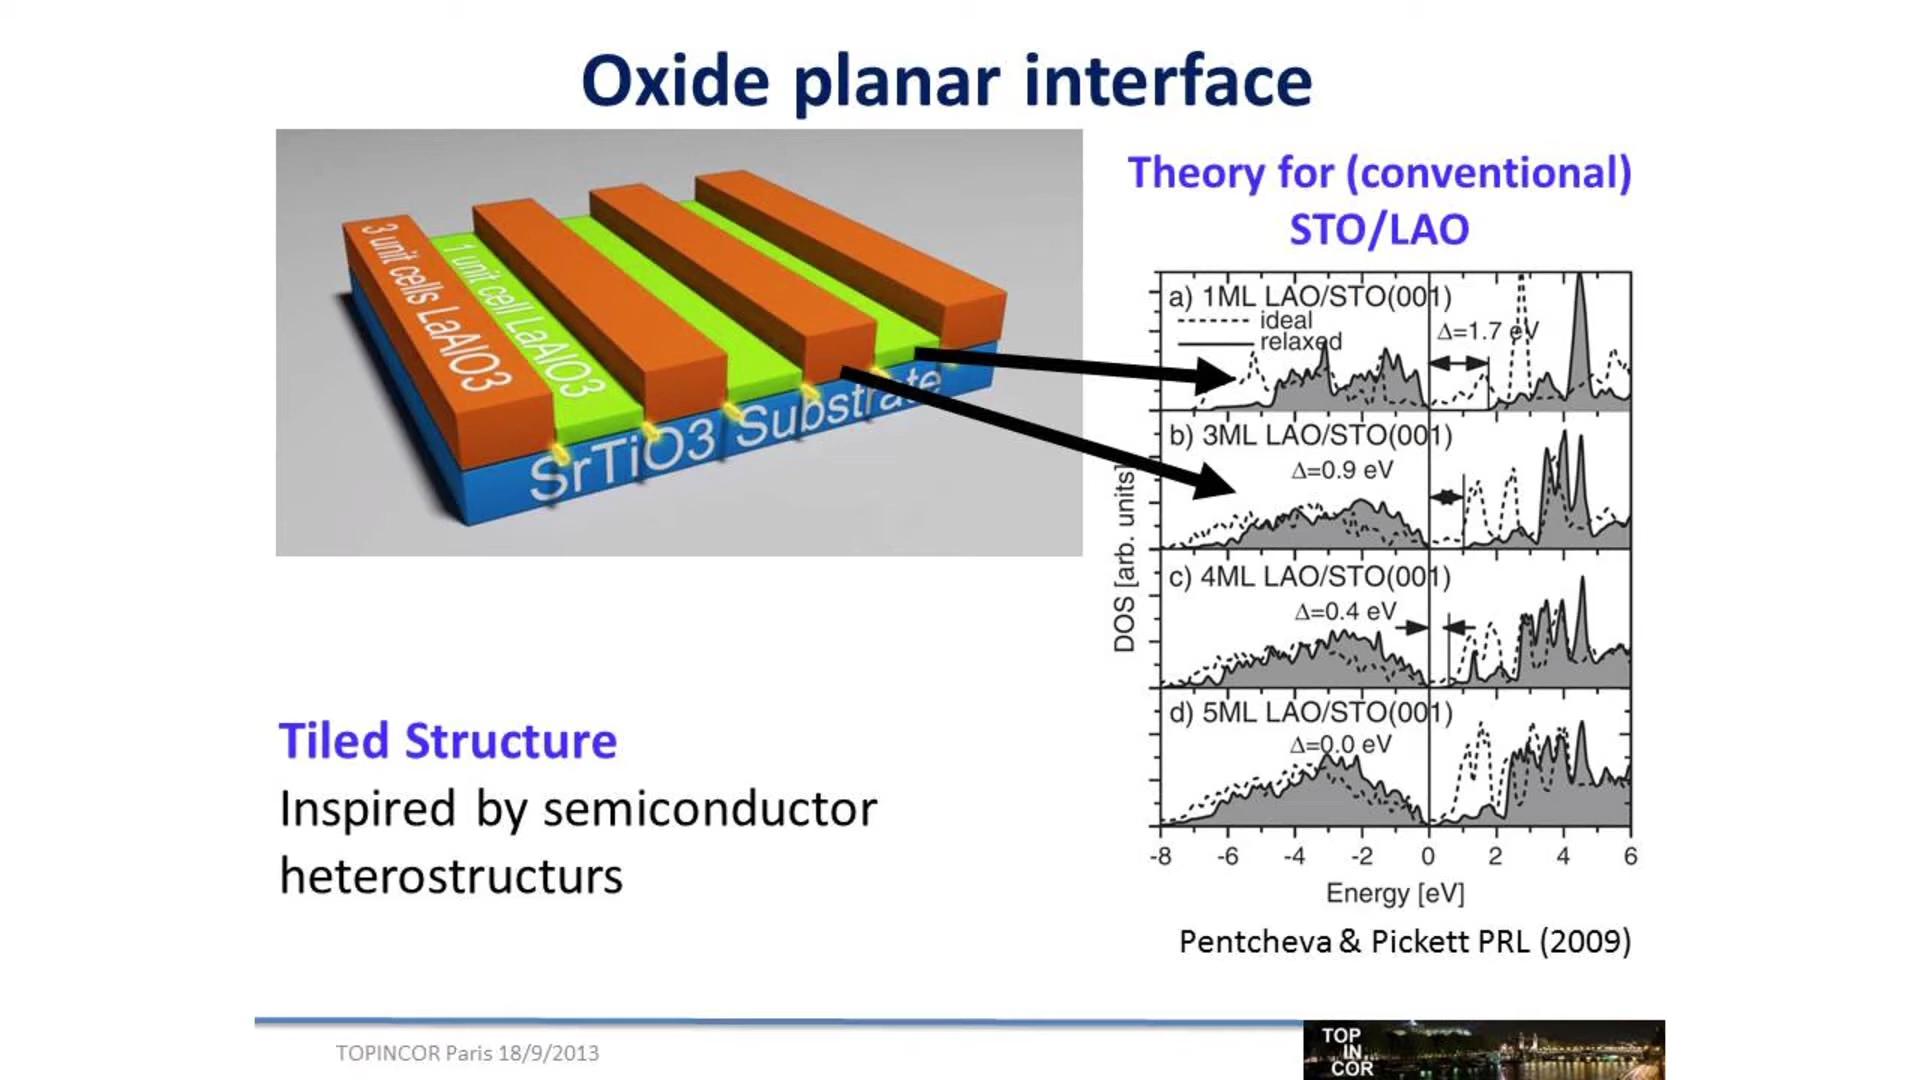 Oxide planar interface
3 unit cells LaAlO3
1 unit cell LaAlO3
SrTiO3 Substrate
Theory for (conventional)
STO/LAO
a) 1ML LAO/STO(001)
ideal
relaxed
Δ=1.7 eV
b) 3ML LAO/STO(001)
Δ=0.9 eV
c) 4ML LAO/STO(001)
Δ=0.4 eV
d) 5ML LAO/STO(001)
Δ=0.0 eV
DOS [arb. units]
-8 -6 -4 -2 0 2 4 6
Energy [eV]
Pentcheva & Pickett PRL (2009)
Tiled Structure
Inspired by semiconductor
heterostructurs
TOPINCOR Paris 18/9/2013
TOP
IN
COR